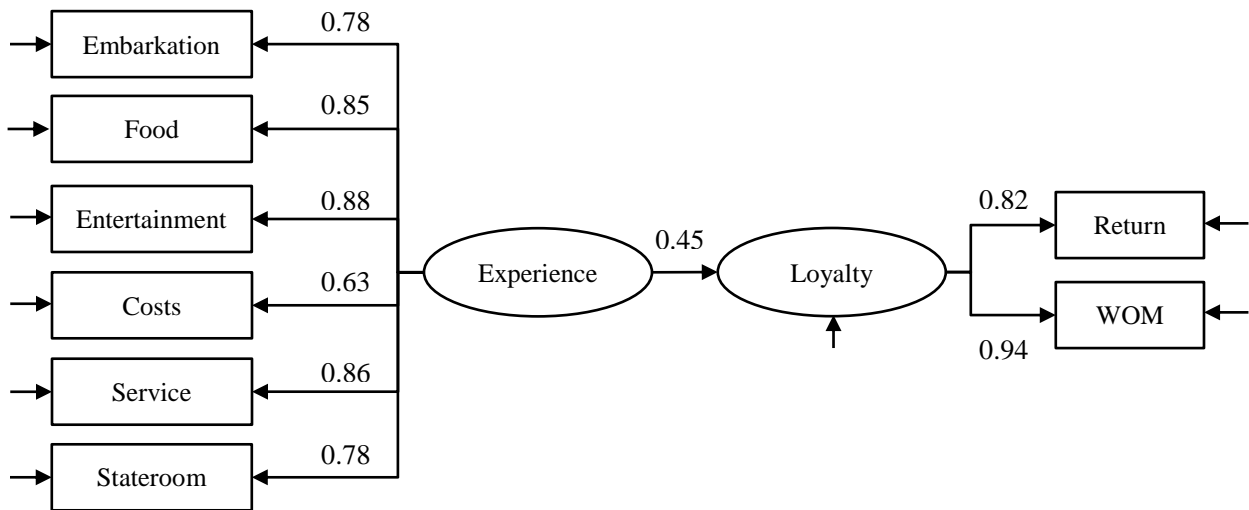 Embarkation
0.78
Food
0.85
Entertainment
0.88
Costs
0.63
Service
0.86
Stateroom
0.78
Experience
0.45
Loyalty
0.82
Return
0.94
WOM